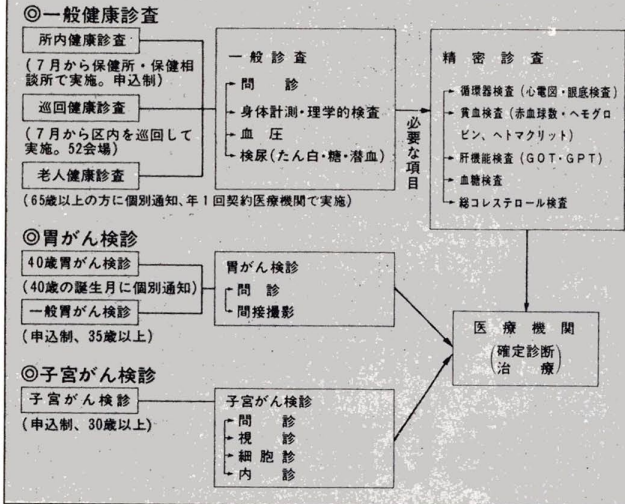 ◎一般健康診査
所内健康診査
(7月から保健所・保健相
談所で実施。申込制)
巡回健康診査
(7月から区内を巡回して
実施。52会場)
老人健康診査
(65歳以上の方に個別通知、年1回契約医療機関で実施)
一般診査
問診
身体計測・理学的検査
血圧
検尿(たん白・糖・潜血)
必要な項目
精密診査
循環器検査(心電図・眼底検査)
貧血検査(赤血球数・ヘモグロ
ビン、ヘトマクリット)
肝機能検査(GOT・GPT)
血糖検査
総コレステロール検査
◎胃がん検診
40歳胃がん検診
(40歳の誕生月に個別通知)
一般胃がん検診
(申込制、35歳以上)
胃がん検診
問診
間接撮影
医療機関
(確定診断
治療)
◎子宮がん検診
子宮がん検診
(申込制、30歳以上)
子宮がん検診
問診
視診
細胞診
内診